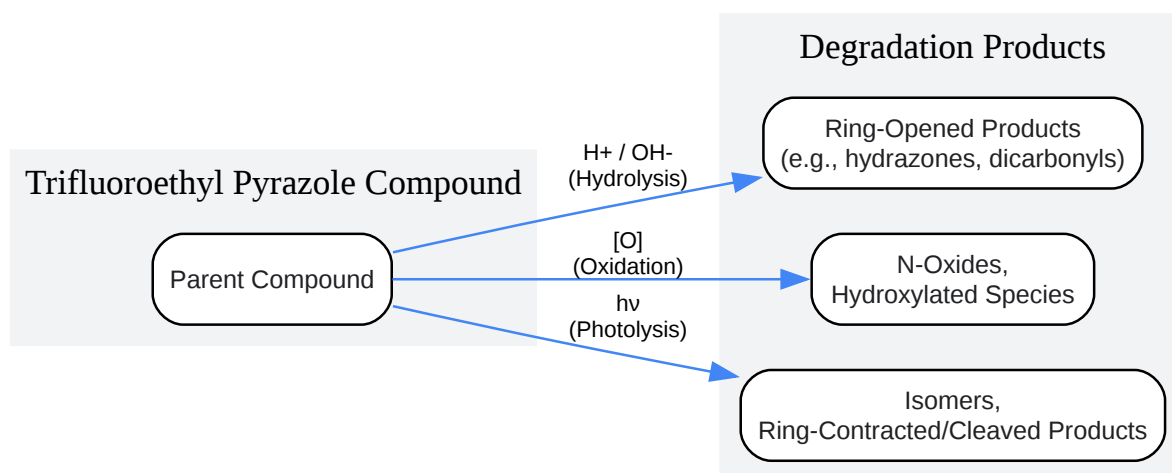 Degradation Products
Ring-Opened Products
(e.g., hydrazones, dicarbonyls)
H+ / OH-
(Hydrolysis)
Trifluoroethyl Pyrazole Compound
Parent Compound
[O]
(Oxidation)
N-Oxides,
Hydroxylated Species
hν
(Photolysis)
Isomers,
Ring-Contracted/Cleaved Products